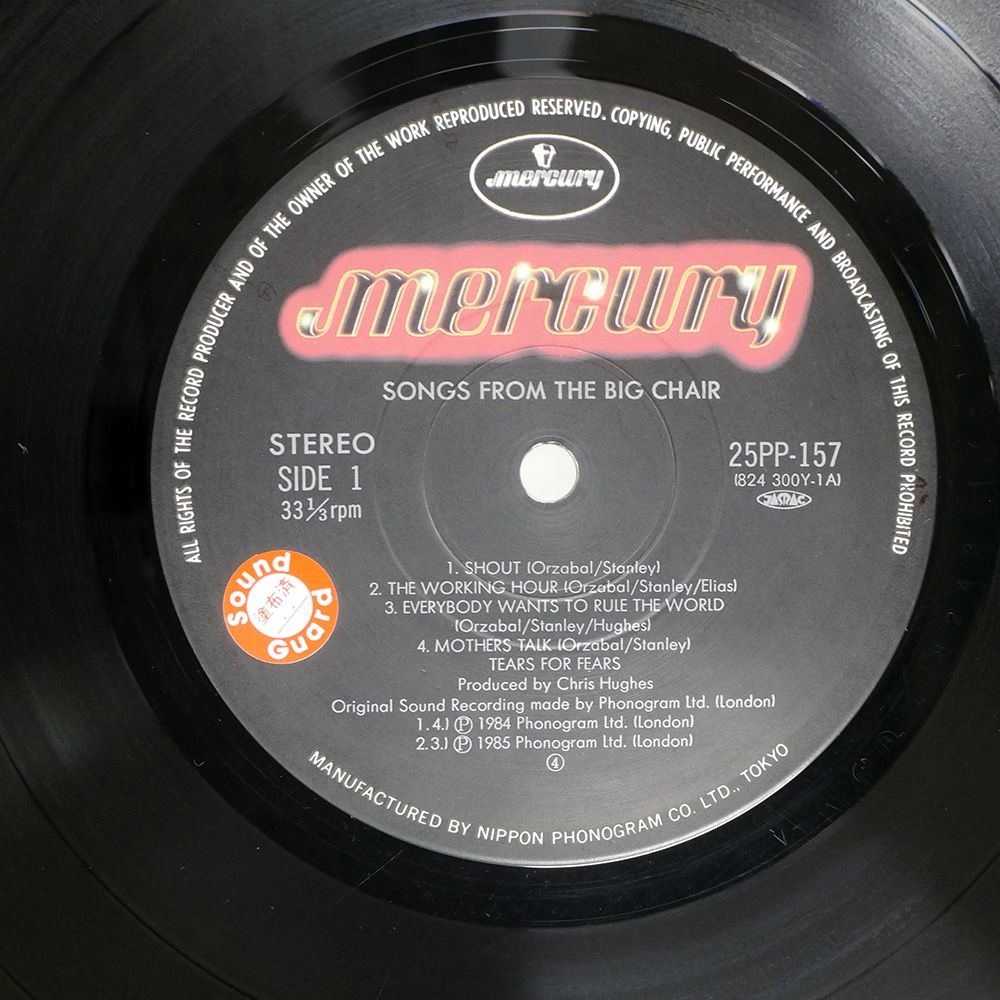 ALL RIGHTS OF THE RECORD PRODUCER AND OF THE OWNER OF THE WORK REPRODUCED RESERVED. COPYING, PUBLIC PERFORMANCE AND BROADCASTING OF THIS RECORD PROHIBITED
mercury
mercury
SONGS FROM THE BIG CHAIR
STEREO
SIDE 1
33 1/3 rpm
25PP-157
(824 300Y-1A)
JASRAC
Sound
塗布済
Guard
1. SHOUT (Orzabal/Stanley)
2. THE WORKING HOUR (Orzabal/Stanley/Elias)
3. EVERYBODY WANTS TO RULE THE WORLD
(Orzabal/Stanley/Hughes)
4. MOTHERS TALK (Orzabal/Stanley)
TEARS FOR FEARS
Produced by Chris Hughes
Original Sound Recording made by Phonogram Ltd. (London)
1. 4.) Ⓟ 1984 Phonogram Ltd. (London)
2.3.) Ⓟ 1985 Phonogram Ltd. (London)
④
MANUFACTURED BY NIPPON PHONOGRAM CO. LTD., TOKYO